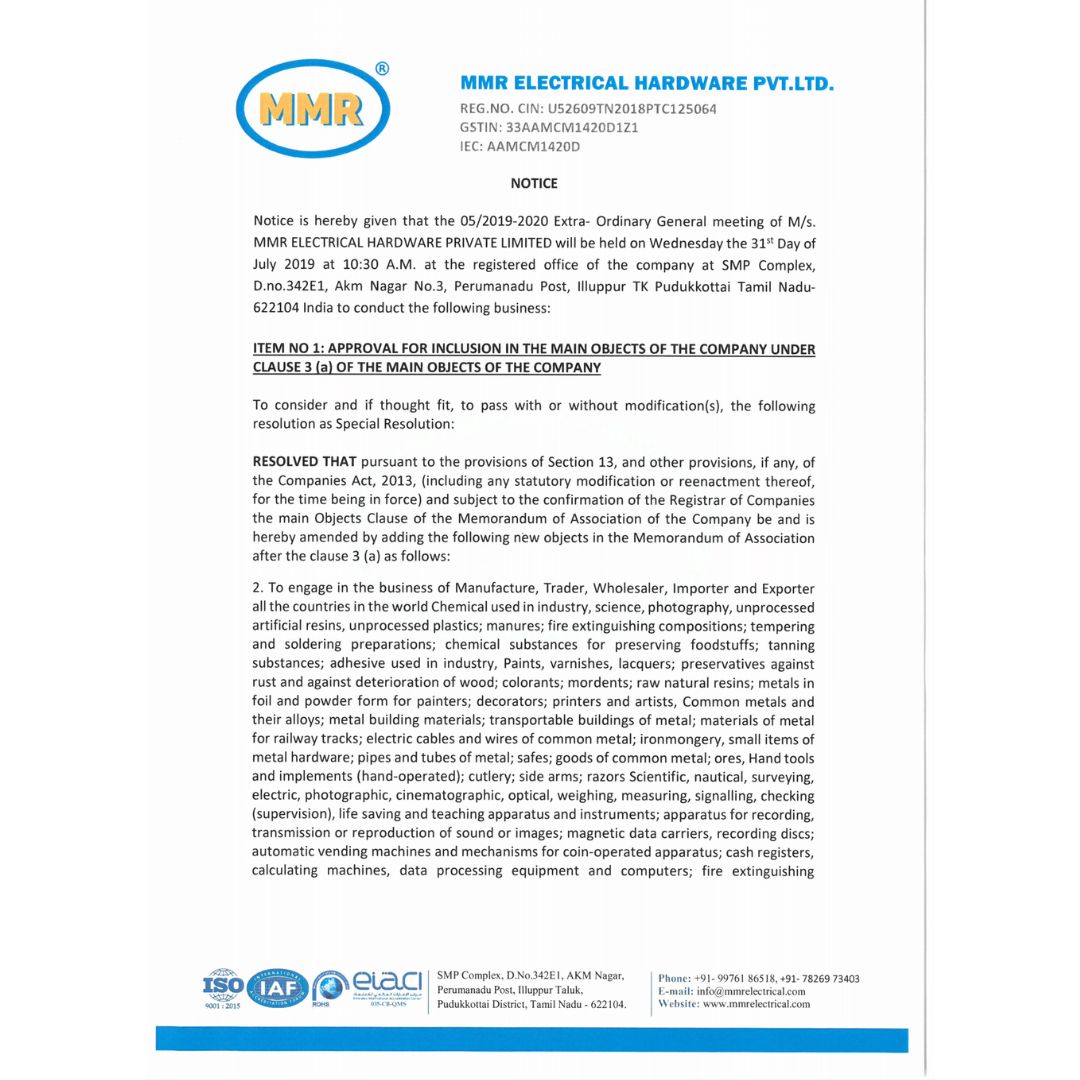 MMR ®
MMR ELECTRICAL HARDWARE PVT.LTD.
REG.NO. CIN: U52609TN2018PTC125064
GSTIN: 33AAMCM1420D1Z1
IEC: AAMCM1420D
NOTICE
Notice is hereby given that the 05/2019-2020 Extra- Ordinary General meeting of M/s.
MMR ELECTRICAL HARDWARE PRIVATE LIMITED will be held on Wednesday the 31st Day of
July 2019 at 10:30 A.M. at the registered office of the company at SMP Complex,
D.no.342E1, Akm Nagar No.3, Perumanadu Post, Illuppur TK Pudukkottai Tamil Nadu-
622104 India to conduct the following business:
ITEM NO 1: APPROVAL FOR INCLUSION IN THE MAIN OBJECTS OF THE COMPANY UNDER
CLAUSE 3 (a) OF THE MAIN OBJECTS OF THE COMPANY
To consider and if thought fit, to pass with or without modification(s), the following
resolution as Special Resolution:
RESOLVED THAT pursuant to the provisions of Section 13, and other provisions, if any, of
the Companies Act, 2013, (including any statutory modification or reenactment thereof,
for the time being in force) and subject to the confirmation of the Registrar of Companies
the main Objects Clause of the Memorandum of Association of the Company be and is
hereby amended by adding the following new objects in the Memorandum of Association
after the clause 3 (a) as follows:
2. To engage in the business of Manufacture, Trader, Wholesaler, Importer and Exporter
all the countries in the world Chemical used in industry, science, photography, unprocessed
artificial resins, unprocessed plastics; manures; fire extinguishing compositions; tempering
and soldering preparations; chemical substances for preserving foodstuffs; tanning
substances; adhesive used in industry, Paints, varnishes, lacquers; preservatives against
rust and against deterioration of wood; colorants; mordents; raw natural resins; metals in
foil and powder form for painters; decorators; printers and artists, Common metals and
their alloys; metal building materials; transportable buildings of metal; materials of metal
for railway tracks; electric cables and wires of common metal; ironmongery, small items of
metal hardware; pipes and tubes of metal; safes; goods of common metal; ores, Hand tools
and implements (hand-operated); cutlery; side arms; razors Scientific, nautical, surveying,
electric, photographic, cinematographic, optical, weighing, measuring, signalling, checking
(supervision), life saving and teaching apparatus and instruments; apparatus for recording,
transmission or reproduction of sound or images; magnetic data carriers, recording discs;
automatic vending machines and mechanisms for coin-operated apparatus; cash registers,
calculating machines, data processing equipment and computers; fire extinguishing
ISO
9001 : 2015
IAF
ROHS
eiaci
035-CB-QMS
SMP Complex, D.No.342E1, AKM Nagar,
Perumanadu Post, Illuppur Taluk,
Pudukkottai District, Tamil Nadu - 622104.
Phone: +91- 99761 86518, +91- 78269 73403
E-mail: info@mmrelectrical.com
Website: www.mmrelectrical.com